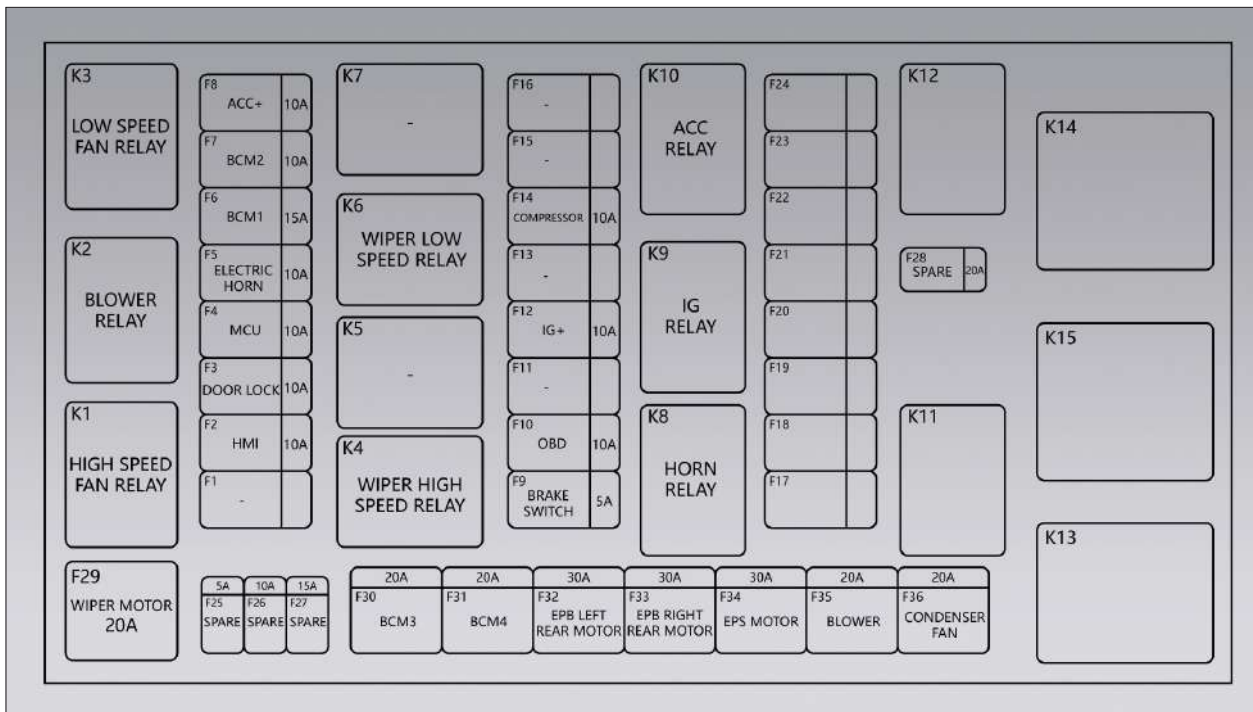 K3
LOW SPEED
FAN RELAY
K2
BLOWER
RELAY
K1
HIGH SPEED
FAN RELAY
F29
WIPER MOTOR
20A
F8
ACC+ 10A
F7
BCM2 10A
F6
BCM1 15A
F5
ELECTRIC
HORN 10A
F4
MCU 10A
F3
DOOR LOCK 10A
F2
HMI 10A
F1
-
5A 10A 15A
F25 F26 F27
SPARE SPARE SPARE
K7
-
K6
WIPER LOW
SPEED RELAY
K5
-
K4
WIPER HIGH
SPEED RELAY
F16
-
F15
-
F14
COMPRESSOR 10A
F13
-
F12
IG+ 10A
F11
-
F10
OBD 10A
F9
BRAKE
SWITCH 5A
K10
ACC
RELAY
K9
IG
RELAY
K8
HORN
RELAY
F24
F23
F22
F21
F20
F19
F18
F17
K12
F28
SPARE 20A
K11
20A 20A 30A 30A 30A 20A 20A
F30 F31 F32 F33 F34 F35 F36
BCM3
BCM4
EPB LEFT
REAR MOTOR
EPB RIGHT
REAR MOTOR
EPS MOTOR
BLOWER
CONDENSER
FAN
K14
K15
K13